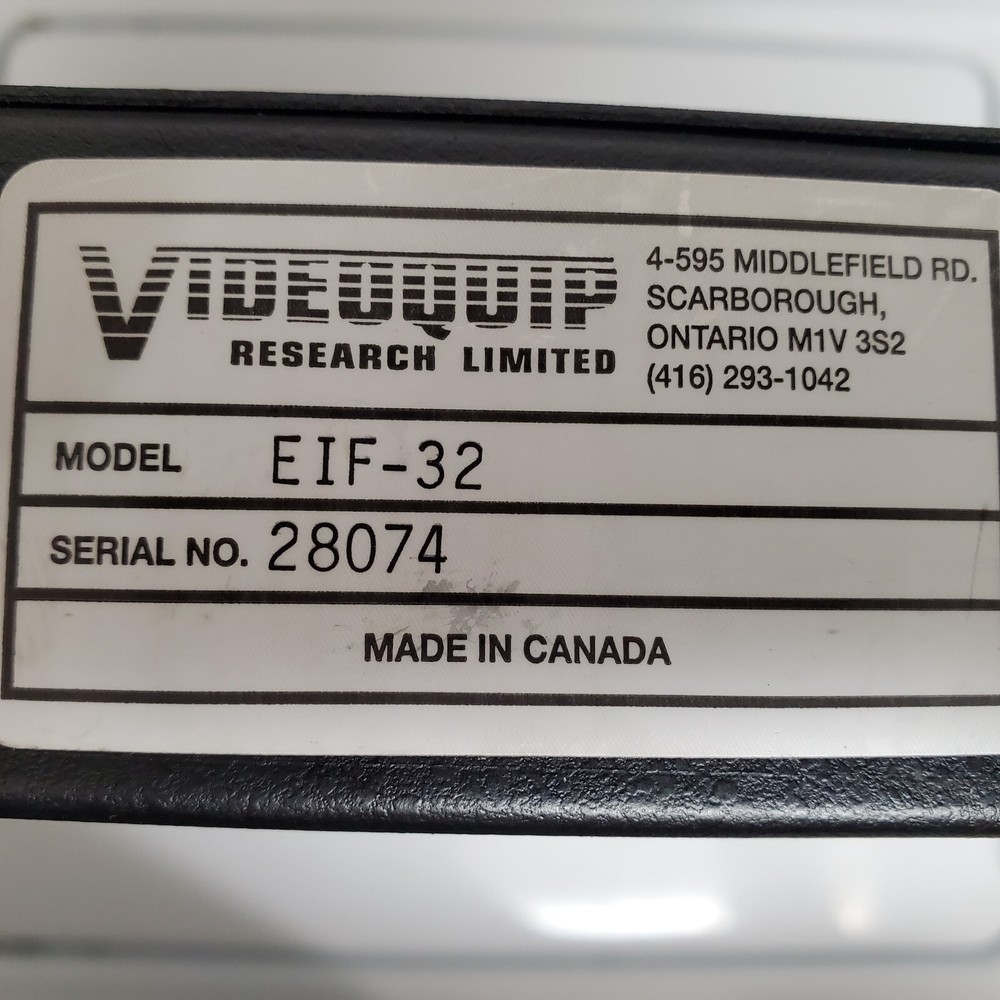 VIDEOQUIP
RESEARCH LIMITED
4-595 MIDDLEFIELD RD.
SCARBOROUGH,
ONTARIO M1V 3S2
(416) 293-1042
MODEL EIF-32
SERIAL NO. 28074
MADE IN CANADA